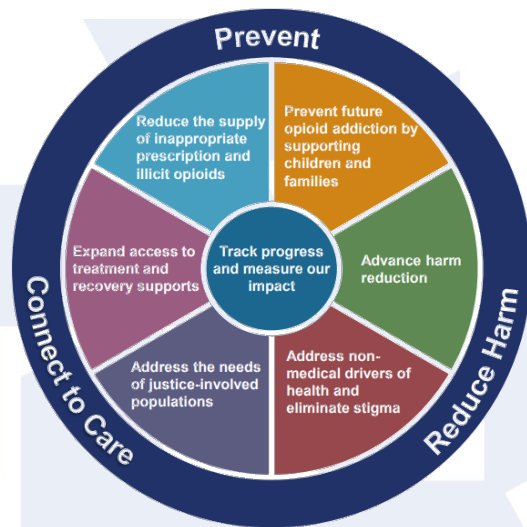 Prevent
Reduce the supply
of inappropriate
prescription and
illicit opioids
Prevent future
opioid addiction by
supporting
children and
families
Expand access to
treatment and
recovery supports
Track progress
and measure our
impact
Advance harm
reduction
Address the needs
of justice-involved
populations
Address non-
medical drivers of
health and
eliminate stigma
Connect to Care
Reduce Harm